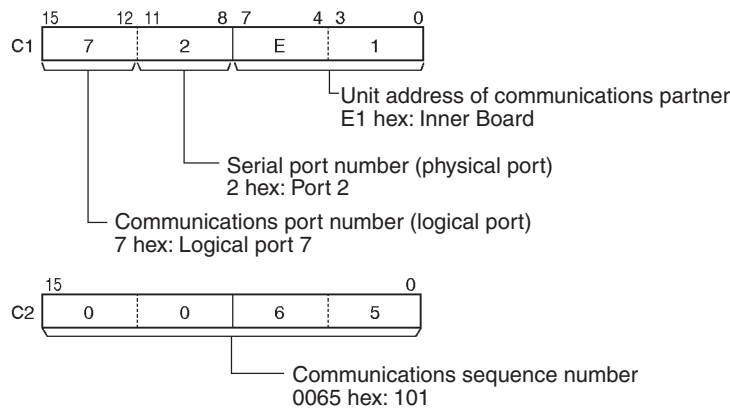 15 12 11 8 7 4 3 0
C1 7 2 E 1
Unit address of communications partner
E1 hex: Inner Board
Serial port number (physical port)
2 hex: Port 2
Communications port number (logical port)
7 hex: Logical port 7
15 0
C2 0 0 6 5
Communications sequence number
0065 hex: 101